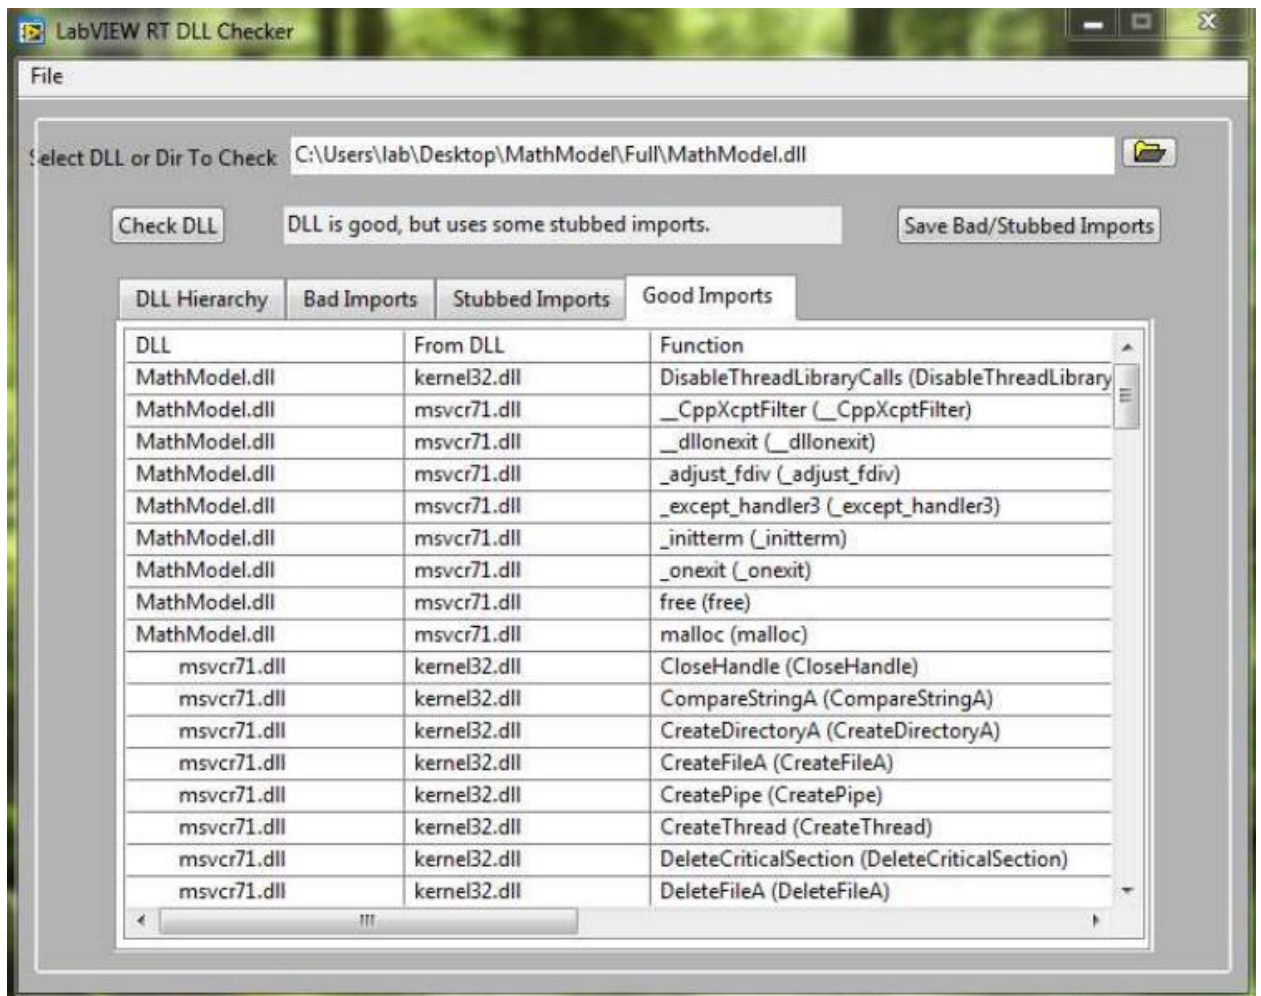 LabVIEW RT DLL Checker
File
Select DLL or Dir To Check C:\Users\lab\Desktop\MathModel\Full\MathModel.dll
Check DLL DLL is good, but uses some stubbed imports. Save Bad/Stubbed Imports
DLL Hierarchy Bad Imports Stubbed Imports Good Imports
DLL From DLL Function
MathModel.dll kernel32.dll DisableThreadLibraryCalls (DisableThreadLibrary
MathModel.dll msvcr71.dll __CppXcptFilter (__CppXcptFilter)
MathModel.dll msvcr71.dll __dllonexit (__dllonexit)
MathModel.dll msvcr71.dll _adjust_fdiv (_adjust_fdiv)
MathModel.dll msvcr71.dll _except_handler3 (_except_handler3)
MathModel.dll msvcr71.dll _initterm (_initterm)
MathModel.dll msvcr71.dll _onexit (_onexit)
MathModel.dll msvcr71.dll free (free)
MathModel.dll msvcr71.dll malloc (malloc)
msvcr71.dll kernel32.dll CloseHandle (CloseHandle)
msvcr71.dll kernel32.dll CompareStringA (CompareStringA)
msvcr71.dll kernel32.dll CreateDirectoryA (CreateDirectoryA)
msvcr71.dll kernel32.dll CreateFileA (CreateFileA)
msvcr71.dll kernel32.dll CreatePipe (CreatePipe)
msvcr71.dll kernel32.dll CreateThread (CreateThread)
msvcr71.dll kernel32.dll DeleteCriticalSection (DeleteCriticalSection)
msvcr71.dll kernel32.dll DeleteFileA (DeleteFileA)